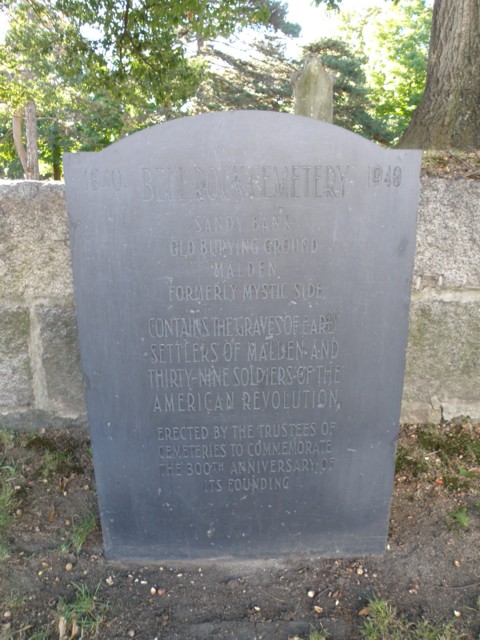 1640. BELL ROCK CEMETERY 1940
SANDY BANK
OLD BURYING GROUND
MALDEN,
FORMERLY MYSTIC SIDE,
CONTAINS THE GRAVES OF EARLY
SETTLERS OF MALDEN AND
THIRTY-NINE SOLDIERS OF THE
AMERICAN REVOLUTION,
ERECTED BY THE TRUSTEES OF
CEMETERIES TO COMMEMORATE
THE 300TH ANNIVERSARY OF
ITS FOUNDING